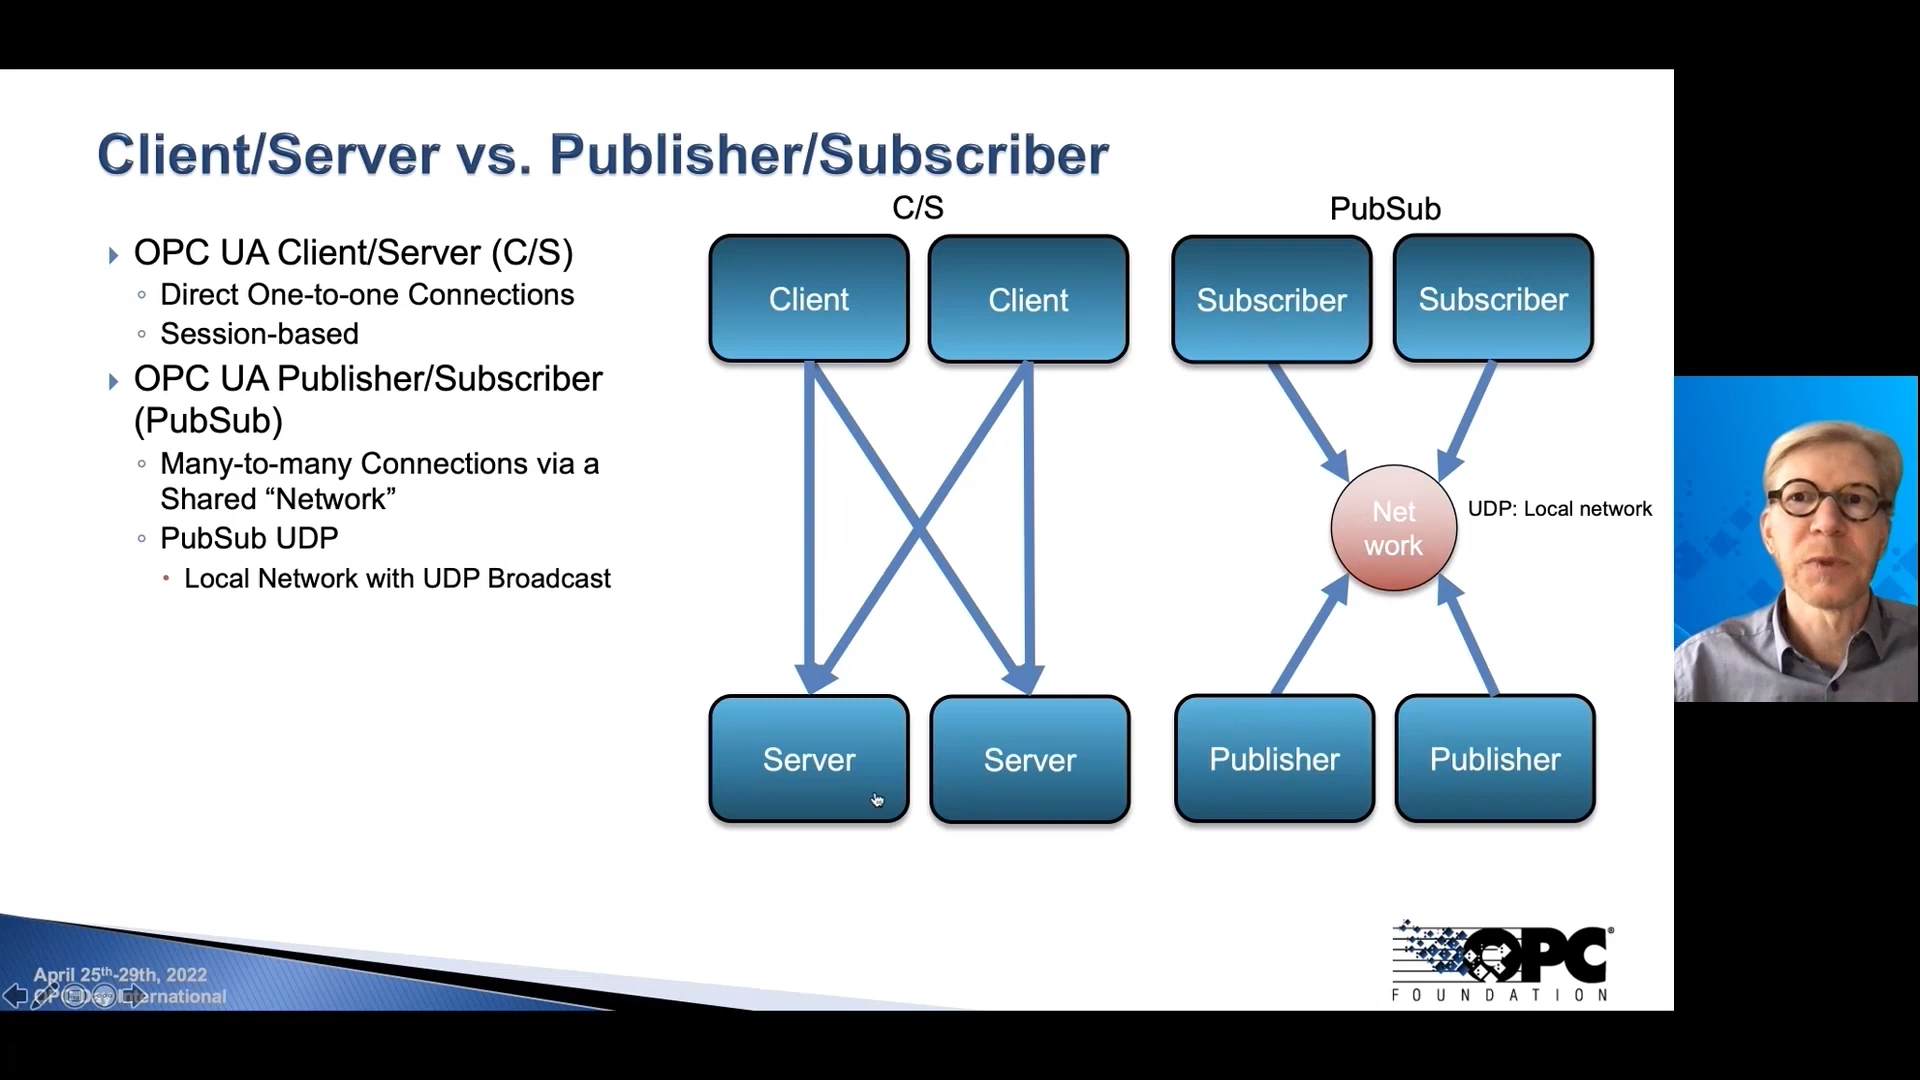 Client/Server vs. Publisher/Subscriber
C/S
PubSub
OPC UA Client/Server (C/S)
Direct One-to-one Connections
Session-based
OPC UA Publisher/Subscriber
(PubSub)
Many-to-many Connections via a
Shared “Network”
PubSub UDP
Local Network with UDP Broadcast
Client
Client
Subscriber
Subscriber
Net
work
UDP: Local network
Server
Server
Publisher
Publisher
April 25th-29th, 2022
OPC Day International
OPC®
FOUNDATION